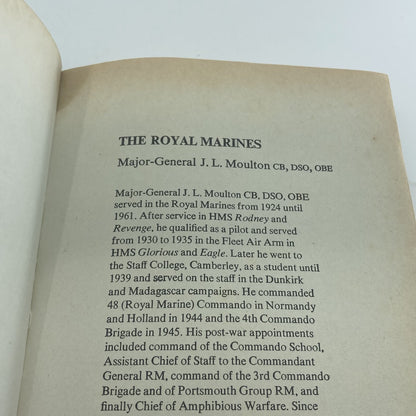 THE ROYAL MARINES
Major-General J. L. Moulton CB, DSO, OBE
Major-General J. L. Moulton CB, DSO, OBE
served in the Royal Marines from 1924 until
1961. After service in HMS Rodney and
Revenge, he qualified as a pilot and served
from 1930 to 1935 in the Fleet Air Arm in
HMS Glorious and Eagle. Later he went
to the Staff College, Camberley, as a student until
1939 and served on the staff in the Dunkirk
and Madagascar campaigns. He commanded
48 (Royal Marine) Commando in Normandy
and Holland in 1944 and the 4th Commando
Brigade in 1945. His post-war appointments
included command of the Commando School,
Assistant Chief of Staff to the Commandant
General RM, command of the 3rd Commando
Brigade and of Portsmouth Group RM, and
finally Chief of Amphibious Warfare. Since